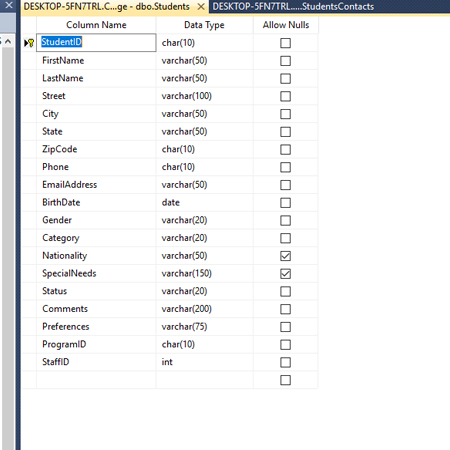 DESKTOP-5FN7TRL.C...ge - dbo.Students DESKTOP-5FN7TRL.....StudentsContacts
Column Name Data Type Allow Nulls
StudentID char(10)
FirstName varchar(50)
LastName varchar(50)
Street varchar(100)
City varchar(50)
State varchar(50)
ZipCode char(10)
Phone char(10)
EmailAddress varchar(50)
BirthDate date
Gender varchar(20)
Category varchar(20)
Nationality varchar(50)
SpecialNeeds varchar(150)
Status varchar(20)
Comments varchar(200)
Preferences varchar(75)
ProgramID char(10)
StaffID int